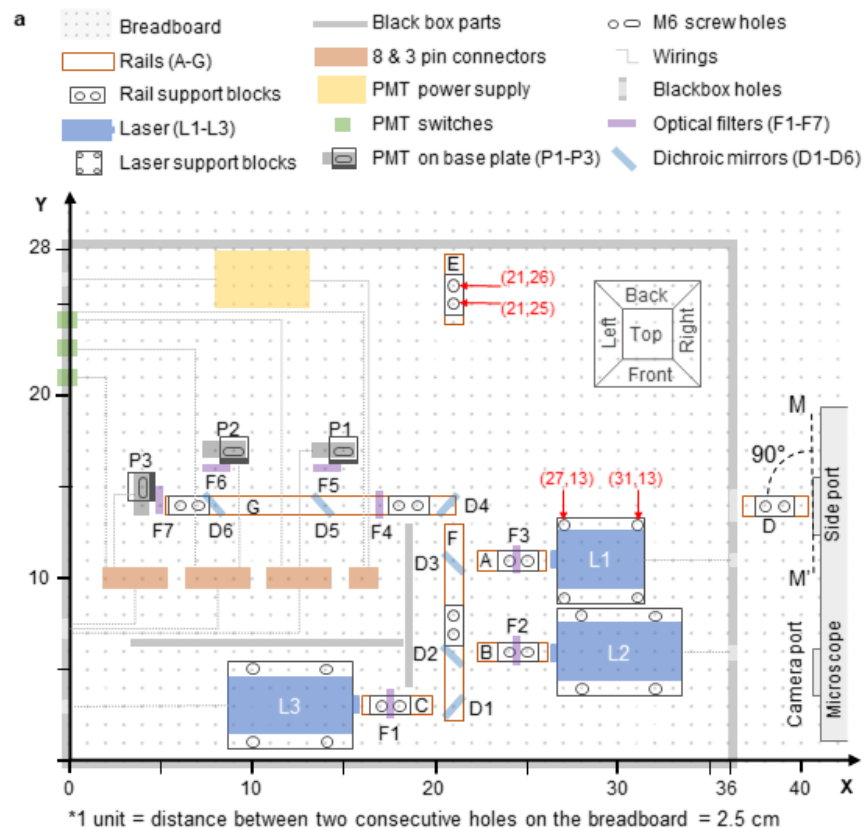 a
Breadboard
Black box parts
M6 screw holes
Rails (A-G)
8 & 3 pin connectors
Wirings
Rail support blocks
PMT power supply
Blackbox holes
Laser (L1-L3)
PMT switches
Optical filters (F1-F7)
Laser support blocks
PMT on base plate (P1-P3)
Dichroic mirrors (D1-D6)
Y
28
E
(21,26)
(21,25)
Back
Left
Top
Right
Front
20
M
P2
P1
90°
P3
F6
F5
(27,13)
(31,13)
Side port
F7
D6
G
D5
F4
D4
D
F
F3
D3
A
L1
M'
10
F2
D2
B
L2
Camera port
Microscope
L3
C
D1
F1
0
10
20
30
36
40
X
*1 unit = distance between two consecutive holes on the breadboard = 2.5 cm